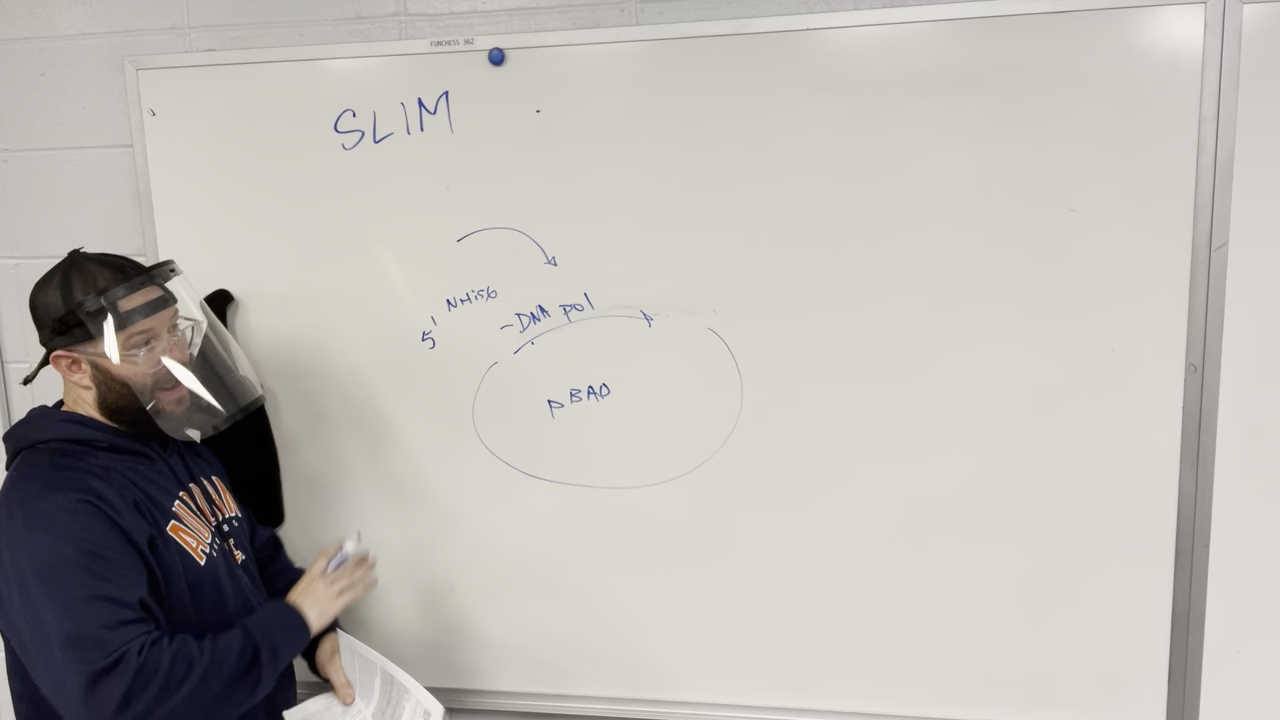 FUNCHESS 362
SLIM
5' NHis6
-DNA pol
pBAD
AUBURN